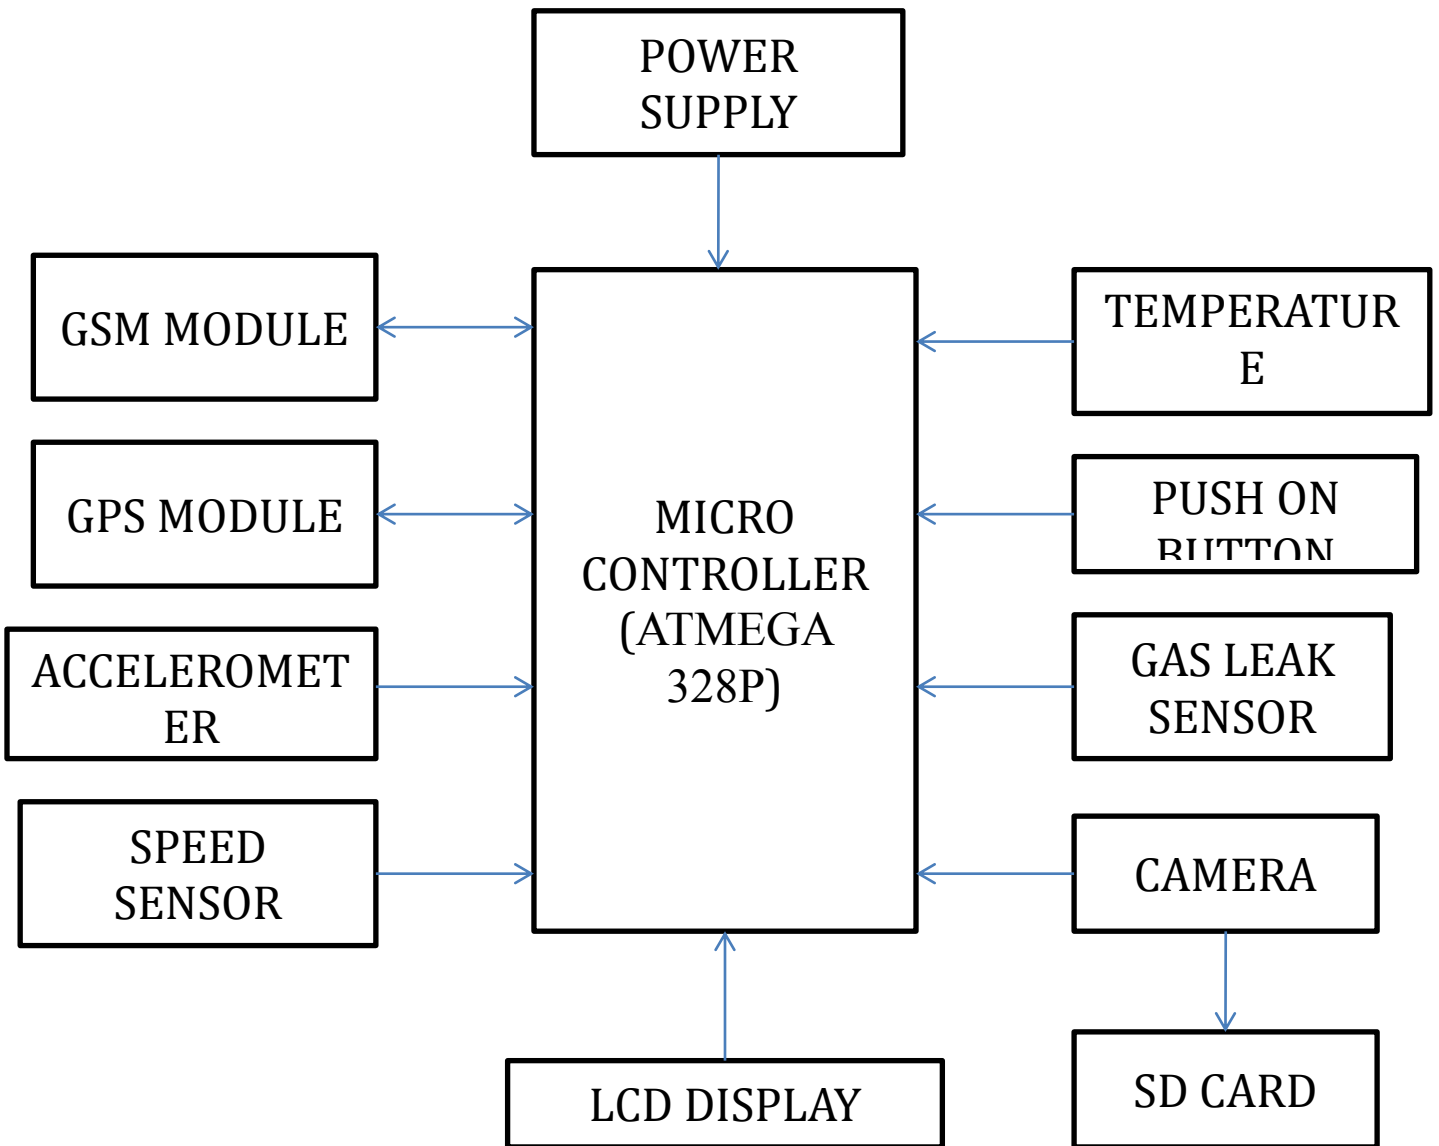 POWER
SUPPLY
GSM MODULE
TEMPERATUR
E
GPS MODULE
MICRO
CONTROLLER
(ATMEGA
328P)
PUSH ON
BUTTON
ACCELEROMET
ER
GAS LEAK
SENSOR
SPEED
SENSOR
CAMERA
LCD DISPLAY
SD CARD